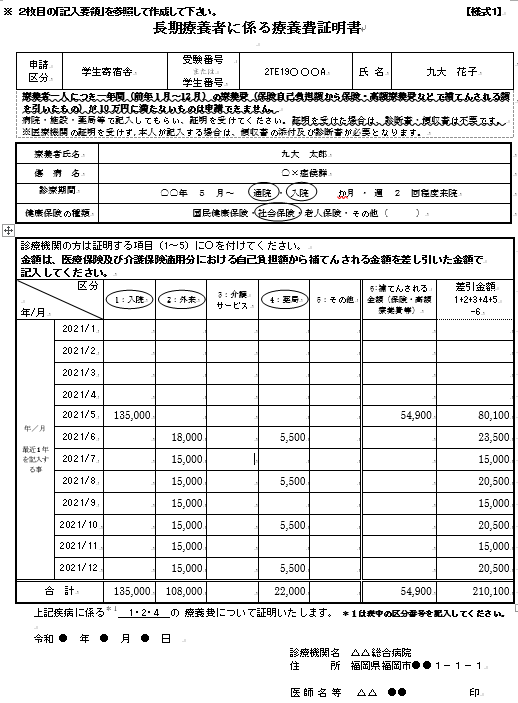 ※ 2枚目の「記入要領」を参照して作成して下さい。 【様式1】
長期療養者に係る療養費証明書
申請区分 学生寄宿舎 受験番号または学生番号 2TE19〇〇〇A 氏 名 九大 花子
療養者一人につき一年間(前年1月~12月)の療養費(保険自己負担額から保険・高額療養費などで補てんされる額
を引いたもの)が10万円に満たないものは申請できません。
病院・施設・薬局等で記入してもらい、証明を受けてください。証明を受けた場合は、診断書・領収書は不要です。
※医療機関の証明を受けず、本人が記入する場合は、領収書の添付及び診断書が必要となります。
療養者氏名 九大 太郎
傷 病 名 〇×症候群
診療期間 〇〇年 5 月~ 通院・入院 か月・週 2 回程度来院
健康保険の種類 国民健康保険・社会保険・老人保険・その他( )
診療機関の方は証明する項目(1~5)に〇を付けてください。
金額は、医療保険及び介護保険適用分における自己負担額から補てんされる金額を差し引いた金額で
記入してください。
区分 年/月 1:入院 2:外来 3:介護サービス 4:薬局 5:その他 6:補てんされる金額(保険・高額療養費等) 差引金額 1+2+3+4+5-6
年/月 最近1年を記入する事
2021/1
2021/2
2021/3
2021/4
2021/5 135,000 54,900 80,100
2021/6 18,000 5,500 23,500
2021/7 15,000 15,000
2021/8 15,000 5,500 20,500
2021/9 15,000 15,000
2021/10 15,000 5,500 20,500
2021/11 15,000 15,000
2021/12 15,000 5,500 20,500
合 計 135,000 108,000 22,000 54,900 210,100
上記疾病に係る*1 1・2・4 の 療養費について証明いたします。 *1は表中の区分番号を記入してください。
令和 ● 年 ● 月 ● 日
診療機関名 △△総合病院
住 所 福岡県福岡市●●1-1-1
医師名等 △△ ●● 印